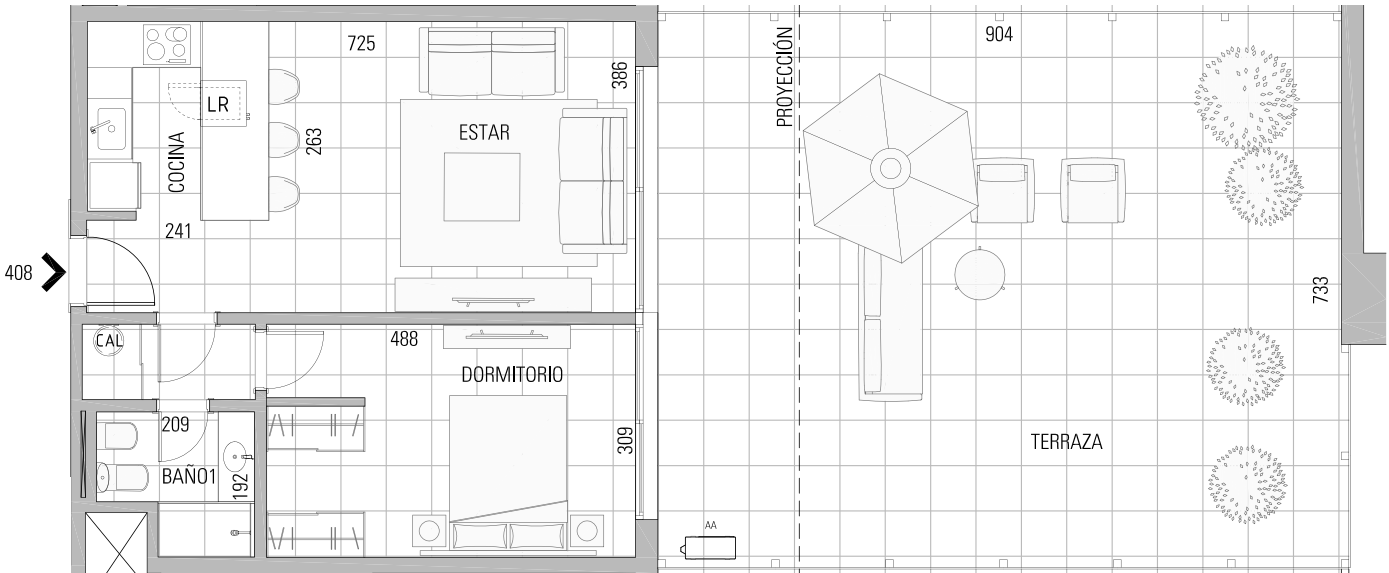 725
904
PROYECCIÓN
386
LR
ESTAR
263
COCINA
241
408
733
CAL
488
DORMITORIO
209
309
TERRAZA
BAÑO1
192
AA